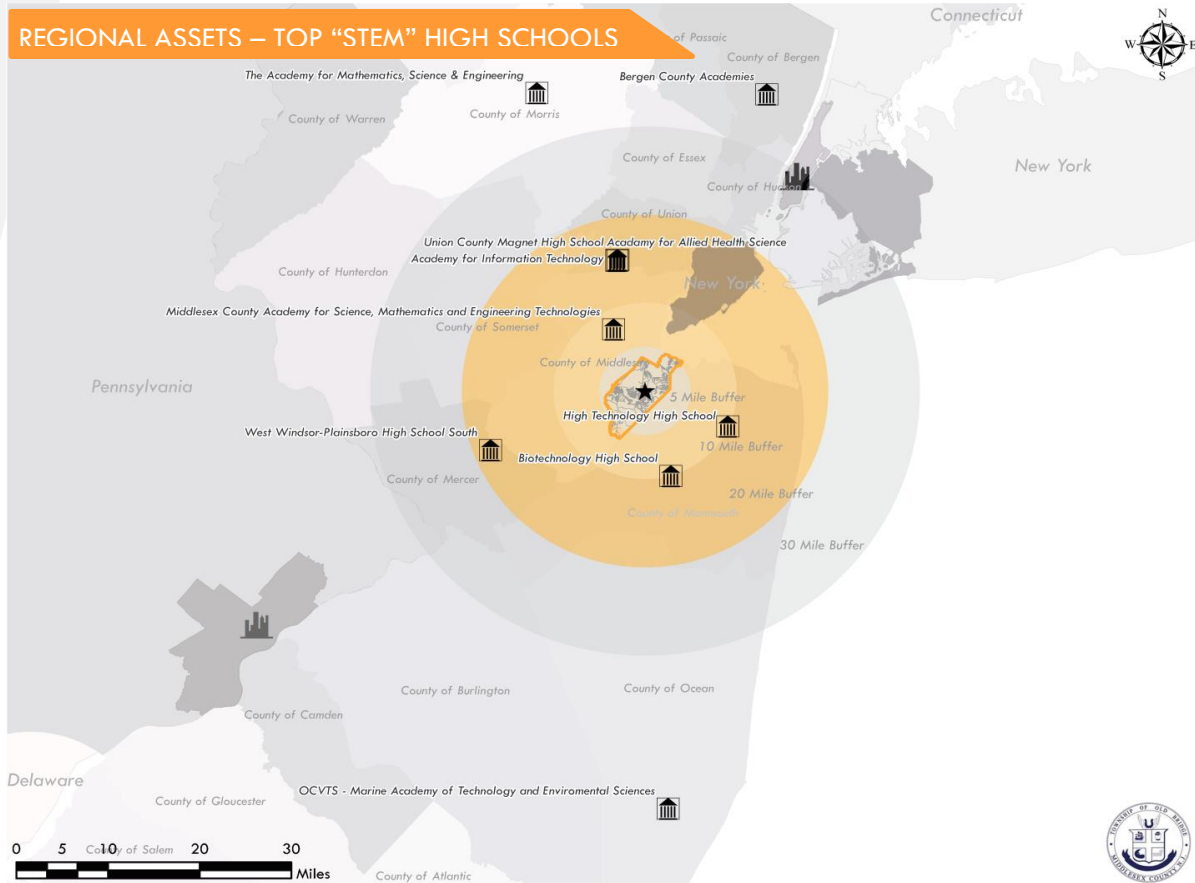 REGIONAL ASSETS – TOP “STEM” HIGH SCHOOLS
of Passaic
Connecticut
N
W
E
S
County of Bergen
The Academy for Mathematics, Science & Engineering
Bergen County Academies
County of Morris
County of Warren
County of Essex
New York
County of Hudson
County of Union
Union County Magnet High School Acadamy for Allied Health Science
Academy for Information Technology
County of Hunterdon
New York
Middlesex County Academy for Science, Mathematics and Engineering Technologies
County of Somerset
County of Middlesex
Pennsylvania
5 Mile Buffer
High Technology High School
West Windsor-Plainsboro High School South
10 Mile Buffer
Biotechnology High School
County of Mercer
20 Mile Buffer
County of Monmouth
30 Mile Buffer
County of Burlington
County of Ocean
County of Camden
Delaware
OCVTS - Marine Academy of Technology and Enviromental Sciences
County of Gloucester
0 5 10 20 30
County of Salem
Miles
County of Atlantic
TOWNSHIP OF OLD BRIDGE
MIDDLESEX COUNTY N.J.